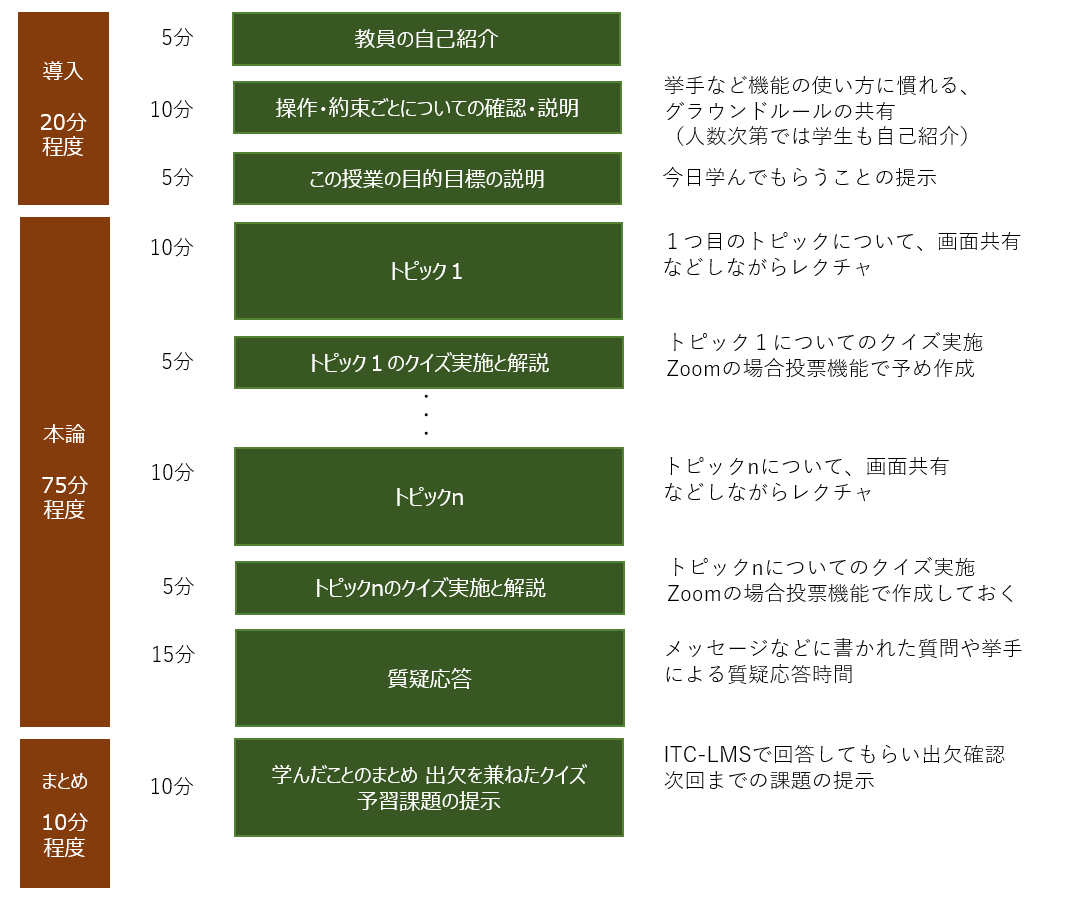 導入
20分
程度
5分
教員の自己紹介
10分
操作・約束ごとについての確認・説明
挙手など機能の使い方に慣れる、
グラウンドルールの共有
（人数次第では学生も自己紹介）
5分
この授業の目的目標の説明
今日学んでもらうことの提示
本論
75分
程度
10分
トピック１
１つ目のトピックについて、画面共有
などしながらレクチャ
5分
トピック１のクイズ実施と解説
トピック１についてのクイズ実施
Zoomの場合投票機能で予め作成
・
・
・
10分
トピックn
トピックnについて、画面共有
などしながらレクチャ
5分
トピックnのクイズ実施と解説
トピックnについてのクイズ実施
Zoomの場合投票機能で作成しておく
15分
質疑応答
メッセージなどに書かれた質問や挙手
による質疑応答時間
まとめ
10分
程度
10分
学んだことのまとめ 出欠を兼ねたクイズ
予習課題の提示
ITC-LMSで回答してもらい出欠確認
次回までの課題の提示